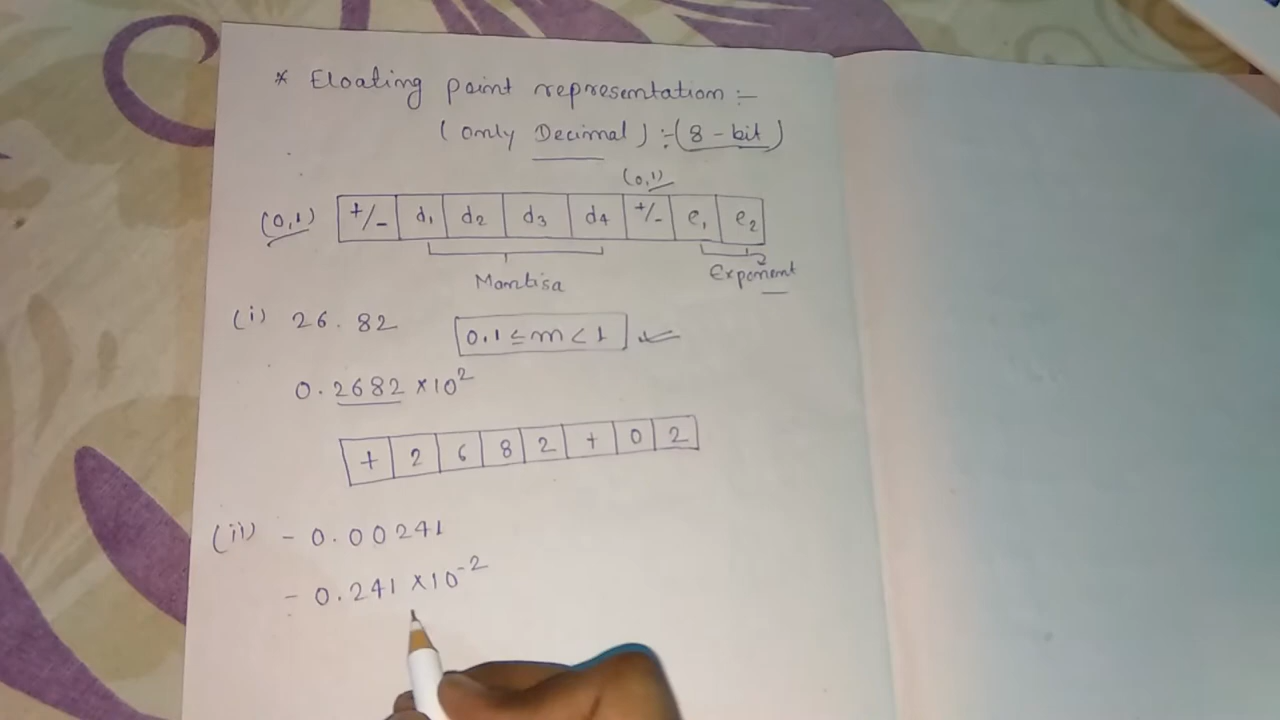 * Floating point representation :-
(only Decimal) :- (8 - bit)
(0,1)
(0,1) +/- d1 d2 d3 d4 +/- e1 e2
Mantisa Exponent
(i) 26.82 0.1 ≤ m < 1
0.2682 × 10²
+ 2 6 8 2 + 0 2
(ii) - 0.00241
- 0.241 × 10⁻²